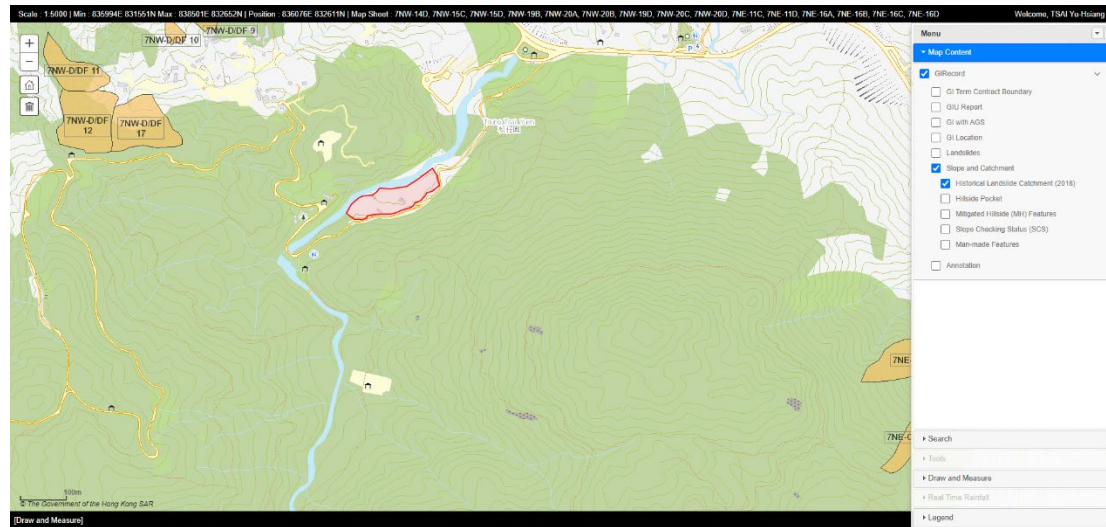 Scale : 1:5000 | Min : 835994E 831551N Max : 838501E 832652N | Position : 836076E 832611N | Map Sheet : 7NW-14D, 7NW-15C, 7NW-15D, 7NW-19B, 7NW-20A, 7NW-20B, 7NW-19D, 7NW-20C, 7NW-20D, 7NE-11C, 7NE-11D, 7NE-16A, 7NE-16B, 7NE-16C, 7NE-16D
Welcome, TSAI Yu-Hsiang
7NW-D/DF 9
7NW-D/DF 10
7NW-D/DF 11
7NW-D/DF
12
7NW-D/DF
17
P
7NE-
7NE-
100m
© The Government of the Hong Kong SAR
[Draw and Measure]
Menu
Map Content
GIRecord
GI Term Contract Boundary
GIU Report
GI with AGS
GI Location
Landslides
Slope and Catchment
Historical Landslide Catchment (2018)
Hillside Pocket
Mitigated Hillside (MH) Features
Slope Checking Status (SCS)
Man-made Features
Annotation
Search
Tools
Draw and Measure
Real Time Rainfall
Legend